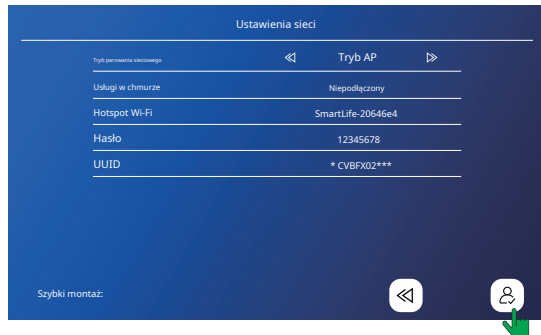 Ustawienia sieci
Tryb parowania sieciowego Tryb AP
Usługi w chmurze Niepodłączony
Hotspot Wi-Fi SmartLife-20646e4
Hasło 12345678
UUID * CVBFX02***
Szybki montaż: